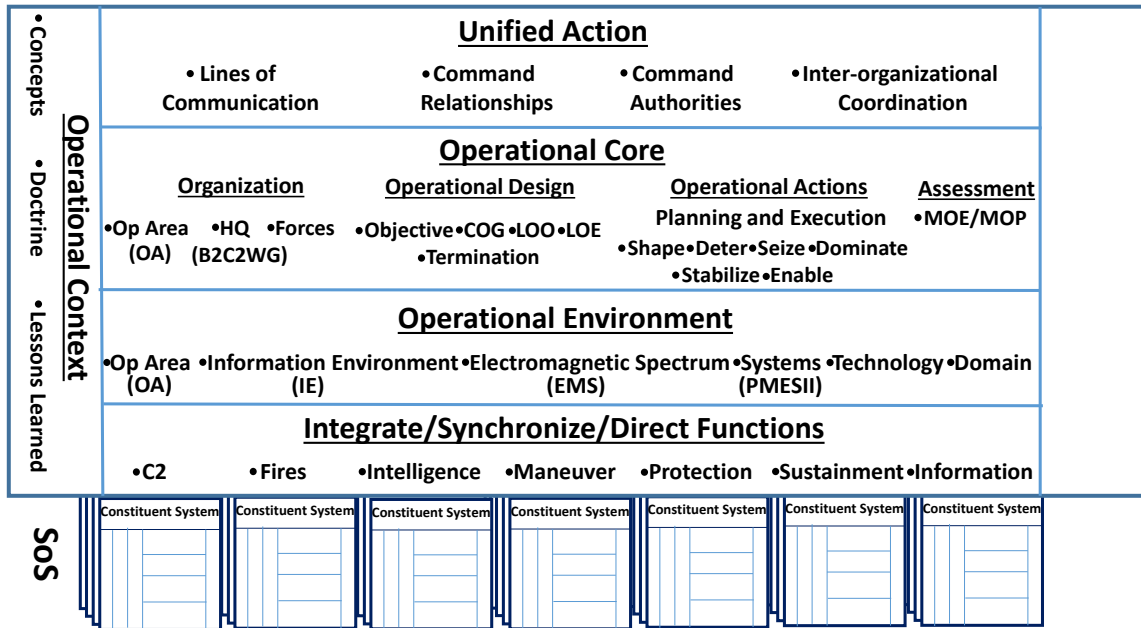 •Concepts •Doctrine •Lessons Learned
Operational Context
Unified Action
•Lines of Communication
•Command Relationships
•Command Authorities
•Inter-organizational Coordination
Operational Core
Organization
•Op Area (OA) •HQ •Forces
(B2C2WG)
Operational Design
•Objective •COG •LOO •LOE
•Termination
Operational Actions
Planning and Execution
•Shape •Deter •Seize •Dominate
•Stabilize •Enable
Assessment
•MOE/MOP
Operational Environment
•Op Area •Information Environment •Electromagnetic Spectrum •Systems •Technology •Domain
(OA) (IE) (EMS) (PMESII)
Integrate/Synchronize/Direct Functions
•C2 •Fires •Intelligence •Maneuver •Protection •Sustainment •Information
SoS
Constituent System Constituent System Constituent System Constituent System Constituent System Constituent System Constituent System